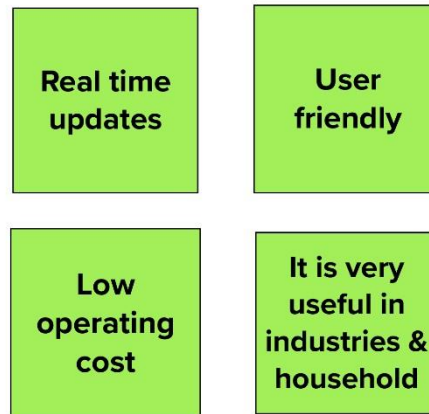 Real time
updates
User
friendly
Low
operating
cost
It is very
useful in
industries &
household